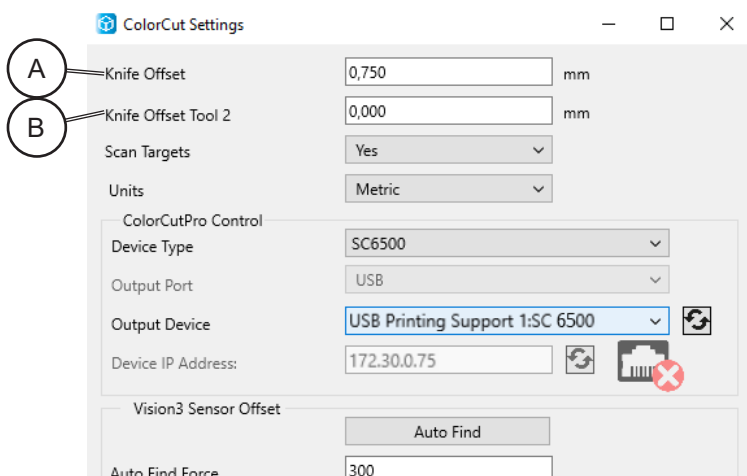 ColorCut Settings
A
Knife Offset 0,750 mm
B
Knife Offset Tool 2 0,000 mm
Scan Targets Yes
Units Metric
ColorCutPro Control
Device Type SC6500
Output Port USB
Output Device USB Printing Support 1:SC 6500
Device IP Address: 172.30.0.75
Vision3 Sensor Offset
Auto Find
Auto Find Force 300